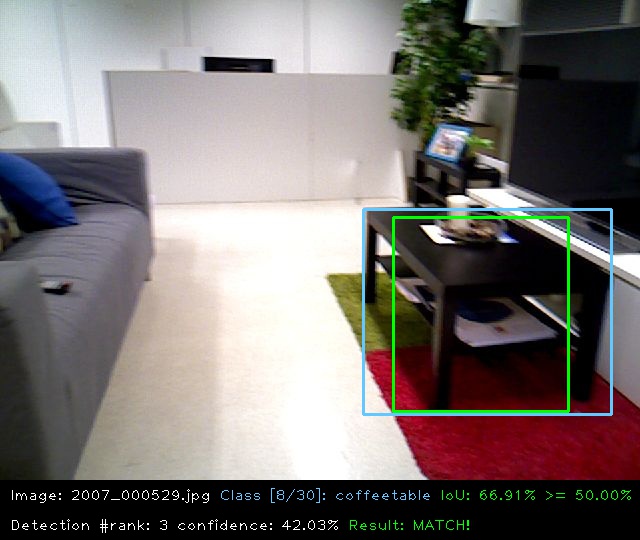 Image: 2007_000529.jpg Class [8/30]: coffeetable IoU: 66.91% >= 50.00%
Detection #rank: 3 confidence: 42.03% Result: MATCH!